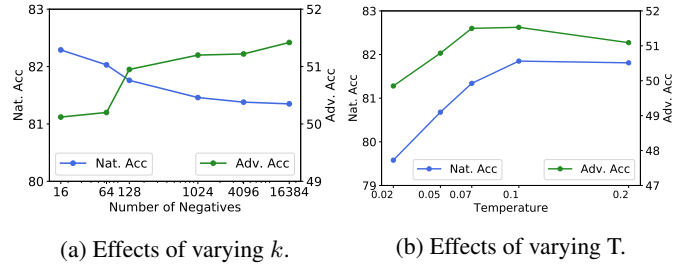 83
82
81
80
Nat. Acc
52
51
50
49
Adv. Acc
Nat. Acc
Adv. Acc
16
64
128
1024
4096
16384
Number of Negatives
(a) Effects of varying k.
83
82
81
80
79
Nat. Acc
52
51
50
49
48
47
Adv. Acc
Nat. Acc
Adv. Acc
0.02
0.05
0.07
0.1
0.2
Temperature
(b) Effects of varying T.